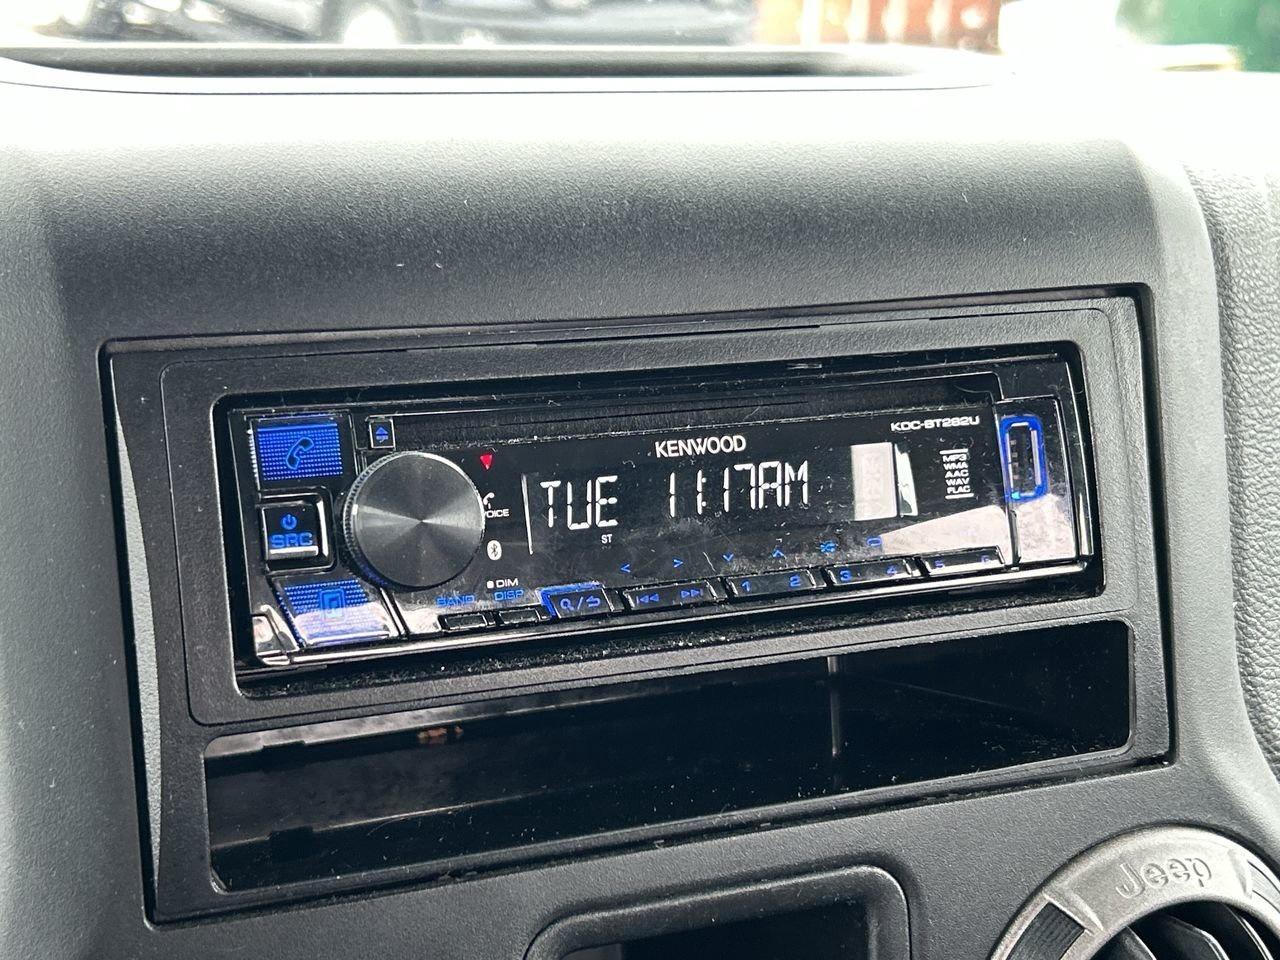 KENWOOD
KDC-BT282U
SRC
VOICE
TUE 11:17AM
ST
MP3
WMA
AAC
WAV
FLAC
DIM
BAND DISP
1 2 3 4 5 6
Jeep